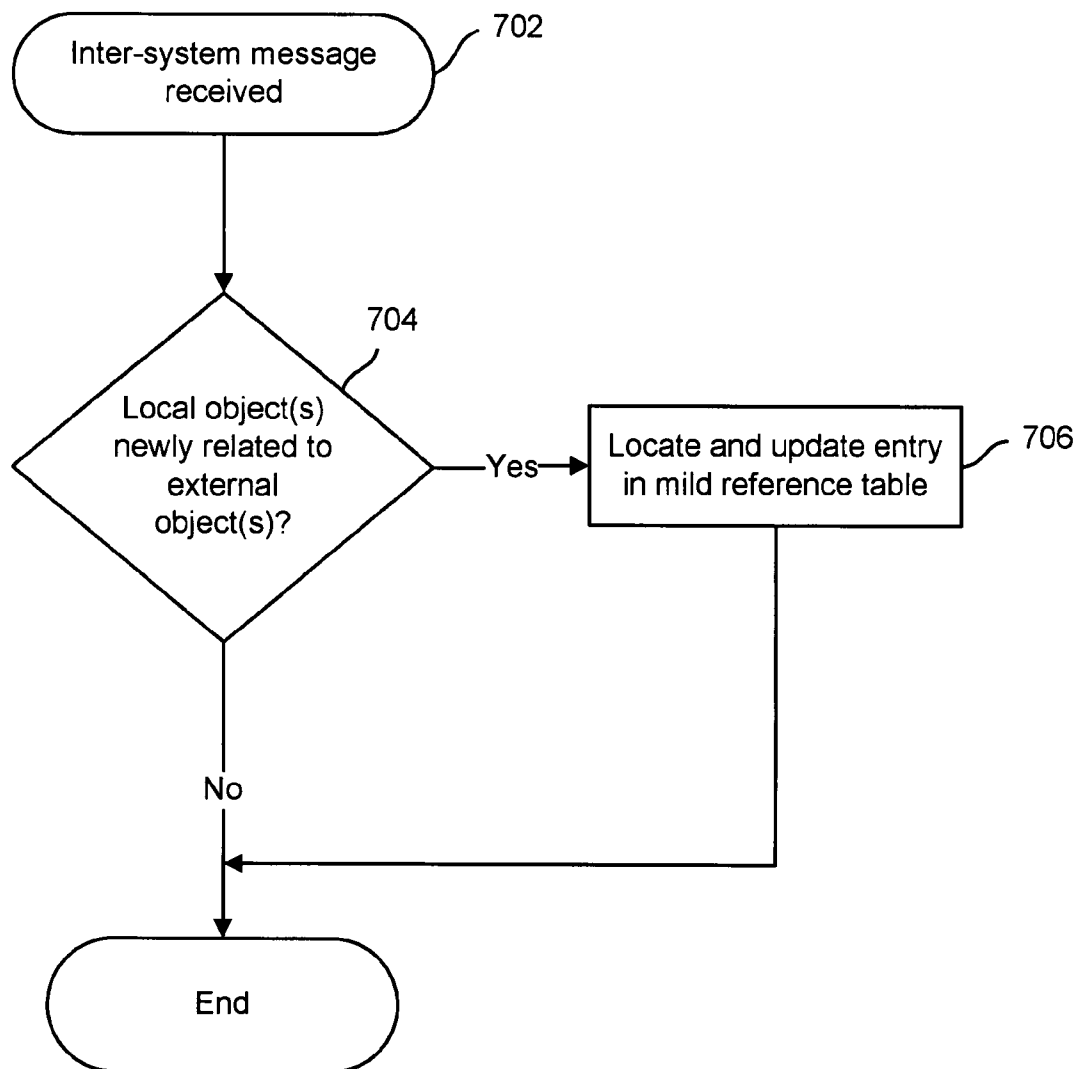 Inter-system message
received
702
704
Local object(s)
newly related to
external
object(s)?
Yes
Locate and update entry
in mild reference table
706
No
End